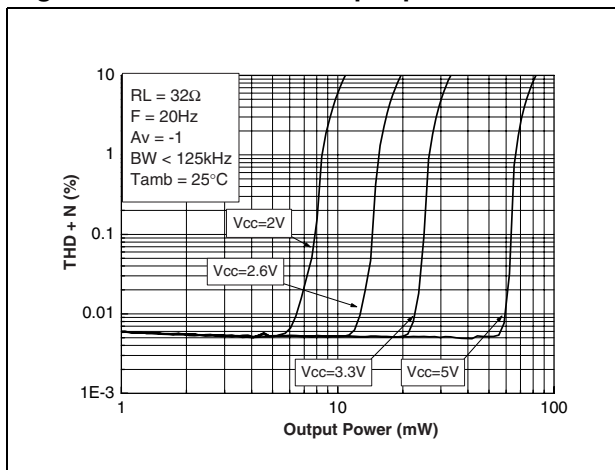 10
1
0.1
0.01
1E-3
THD + N (%)
RL = 32Ω
F = 20Hz
Av = -1
BW < 125kHz
Tamb = 25°C
Vcc=2V
Vcc=2.6V
Vcc=3.3V
Vcc=5V
1
10
100
Output Power (mW)